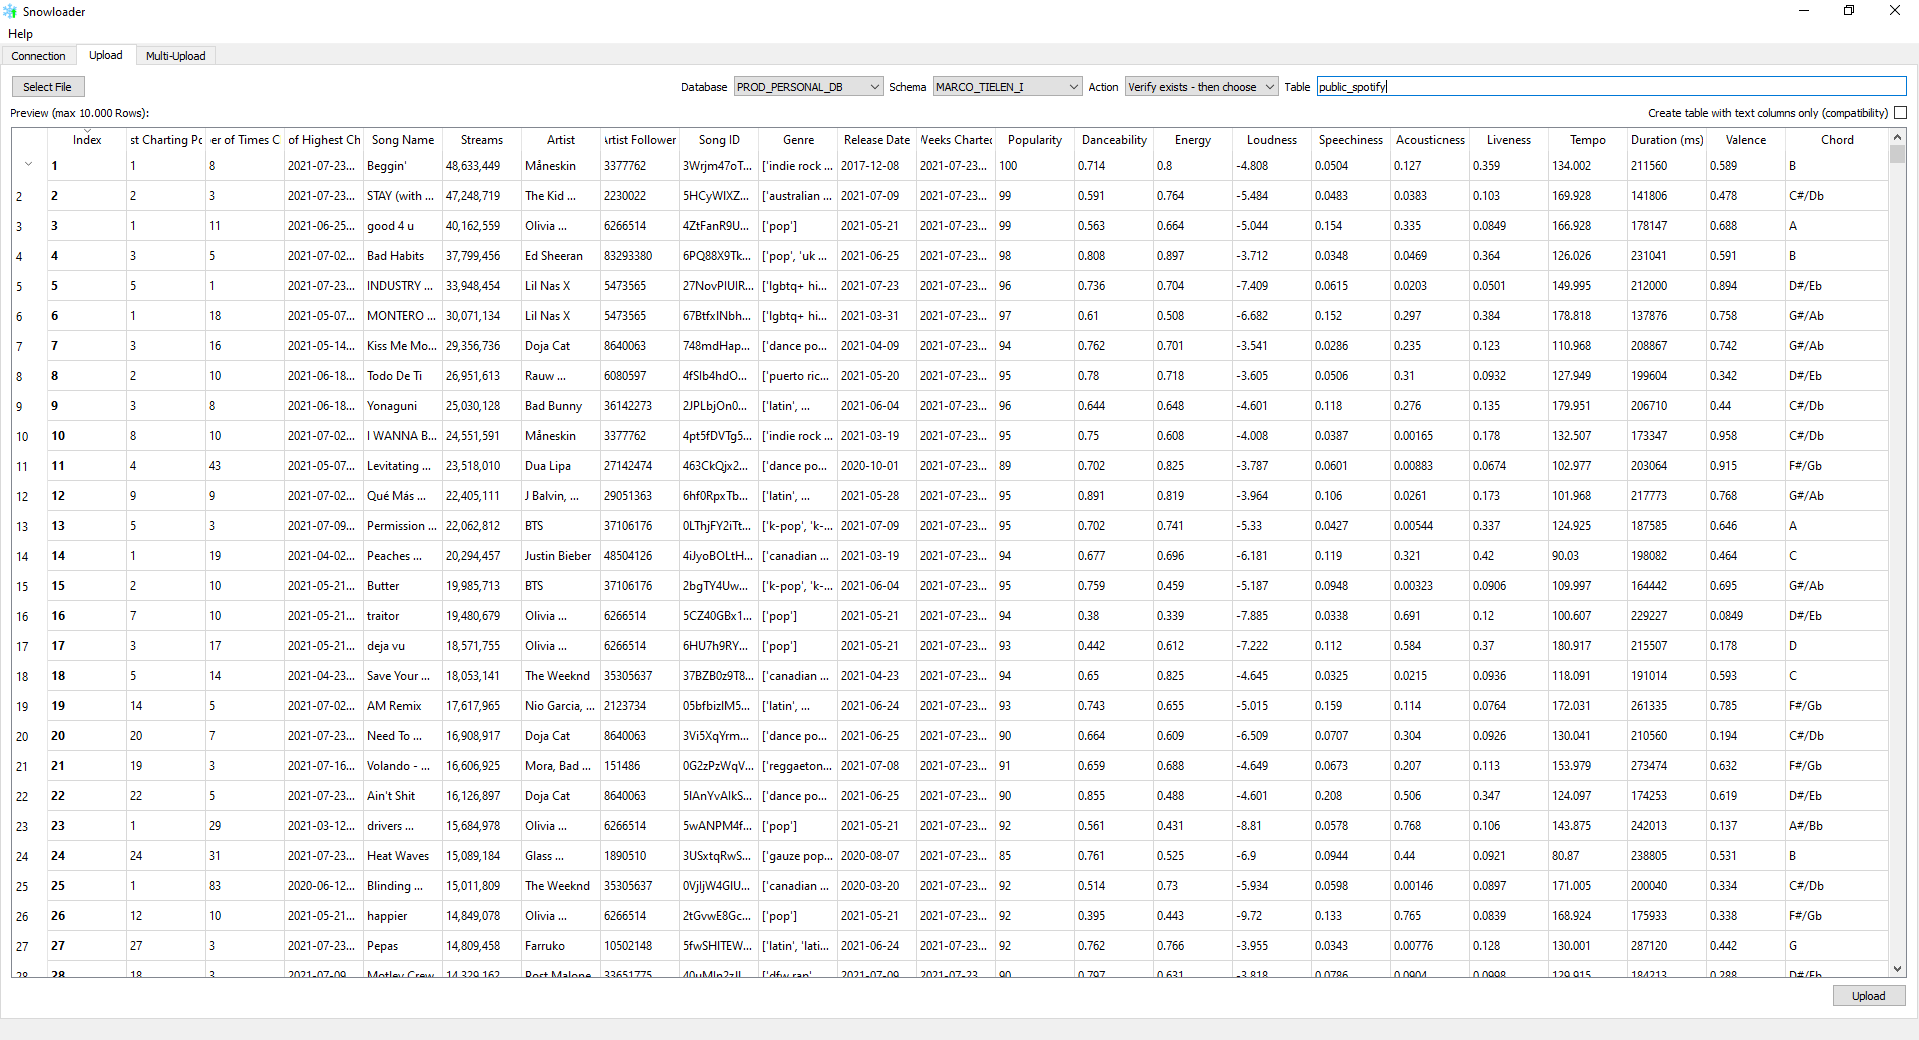 Snowloader
Help
Connection Upload Multi-Upload
Select File Database PROD_PERSONAL_DB Schema MARCO_TIELEN_I Action Verify exists - then choose Table public_spotify
Preview (max 10.000 Rows): Create table with text columns only (compatibility)
Index st Charting Po er of Times C of Highest Ch Song Name Streams Artist Artist Follower Song ID Genre Release Date Weeks Charted Popularity Danceability Energy Loudness Speechiness Acousticness Liveness Tempo Duration (ms) Valence Chord
1 1 8 2021-07-23... Beggin' 48,633,449 Måneskin 3377762 3Wrjm47oT... ['indie rock ... 2017-12-08 2021-07-23... 100 0.714 0.8 -4.808 0.0504 0.127 0.359 134.002 211560 0.589 B
2 2 2 3 2021-07-23... STAY (with ... 47,248,719 The Kid ... 2230022 5HCyWIXZ... ['australian ... 2021-07-09 2021-07-23... 99 0.591 0.764 -5.484 0.0483 0.0383 0.103 169.928 141806 0.478 C#/Db
3 3 1 11 2021-06-25... good 4 u 40,162,559 Olivia ... 6266514 4ZtFanR9U... ['pop'] 2021-05-21 2021-07-23... 99 0.563 0.664 -5.044 0.154 0.335 0.0849 166.928 178147 0.688 A
4 4 3 5 2021-07-02... Bad Habits 37,799,456 Ed Sheeran 83293380 6PQ88X9Tk... ['pop', 'uk ... 2021-06-25 2021-07-23... 98 0.808 0.897 -3.712 0.0348 0.0469 0.364 126.026 231041 0.591 B
5 5 5 1 2021-07-23... INDUSTRY ... 33,948,454 Lil Nas X 5473565 27NovPIUIR... ['lgbtq+ hi... 2021-07-23 2021-07-23... 96 0.736 0.704 -7.409 0.0615 0.0203 0.0501 149.995 212000 0.894 D#/Eb
6 6 1 18 2021-05-07... MONTERO ... 30,071,134 Lil Nas X 5473565 67BtfxINbh... ['lgbtq+ hi... 2021-03-31 2021-07-23... 97 0.61 0.508 -6.682 0.152 0.297 0.384 178.818 137876 0.758 G#/Ab
7 7 3 16 2021-05-14... Kiss Me Mo... 29,356,736 Doja Cat 8640063 748mdHap... ['dance po... 2021-04-09 2021-07-23... 94 0.762 0.701 -3.541 0.0286 0.235 0.123 110.968 208867 0.742 G#/Ab
8 8 2 10 2021-06-18... Todo De Ti 26,951,613 Rauw ... 6080597 4fSIb4hdO... ['puerto ric... 2021-05-20 2021-07-23... 95 0.78 0.718 -3.605 0.0506 0.31 0.0932 127.949 199604 0.342 D#/Eb
9 9 3 8 2021-06-18... Yonaguni 25,030,128 Bad Bunny 36142273 2JPLbjOn0... ['latin', ... 2021-06-04 2021-07-23... 96 0.644 0.648 -4.601 0.118 0.276 0.135 179.951 206710 0.44 C#/Db
10 10 8 10 2021-07-02... I WANNA B... 24,551,591 Måneskin 3377762 4pt5fDVTg5... ['indie rock ... 2021-03-19 2021-07-23... 95 0.75 0.608 -4.008 0.0387 0.00165 0.178 132.507 173347 0.958 C#/Db
11 11 4 43 2021-05-07... Levitating ... 23,518,010 Dua Lipa 27142474 463CkQjx2... ['dance po... 2020-10-01 2021-07-23... 89 0.702 0.825 -3.787 0.0601 0.00883 0.0674 102.977 203064 0.915 F#/Gb
12 12 9 9 2021-07-02... Qué Más ... 22,405,111 J Balvin, ... 29051363 6hf0RpxTb... ['latin', ... 2021-05-28 2021-07-23... 95 0.891 0.819 -3.964 0.106 0.0261 0.173 101.968 217773 0.768 G#/Ab
13 13 5 3 2021-07-09... Permission ... 22,062,812 BTS 37106176 0LThjFY2iTt... ['k-pop', 'k-... 2021-07-09 2021-07-23... 95 0.702 0.741 -5.33 0.0427 0.00544 0.337 124.925 187585 0.646 A
14 14 1 19 2021-04-02... Peaches ... 20,294,457 Justin Bieber 48504126 4iJyoBOLtH... ['canadian ... 2021-03-19 2021-07-23... 94 0.677 0.696 -6.181 0.119 0.321 0.42 90.03 198082 0.464 C
15 15 2 10 2021-05-21... Butter 19,985,713 BTS 37106176 2bgTY4Uw... ['k-pop', 'k-... 2021-06-04 2021-07-23... 95 0.759 0.459 -5.187 0.0948 0.00323 0.0906 109.997 164442 0.695 G#/Ab
16 16 7 10 2021-05-21... traitor 19,480,679 Olivia ... 6266514 5CZ40GBx1... ['pop'] 2021-05-21 2021-07-23... 94 0.38 0.339 -7.885 0.0338 0.691 0.12 100.607 229227 0.0849 D#/Eb
17 17 3 17 2021-05-21... deja vu 18,571,755 Olivia ... 6266514 6HU7h9RY... ['pop'] 2021-05-21 2021-07-23... 93 0.442 0.612 -7.222 0.112 0.584 0.37 180.917 215507 0.178 D
18 18 5 14 2021-04-23... Save Your ... 18,053,141 The Weeknd 35305637 37BZB0z9T8... ['canadian ... 2021-04-23 2021-07-23... 94 0.65 0.825 -4.645 0.0325 0.0215 0.0936 118.091 191014 0.593 C
19 19 14 5 2021-07-02... AM Remix 17,617,965 Nio Garcia, ... 2123734 05bfbizlM5... ['latin', ... 2021-06-24 2021-07-23... 93 0.743 0.655 -5.015 0.159 0.114 0.0764 172.031 261335 0.785 F#/Gb
20 20 20 7 2021-07-23... Need To ... 16,908,917 Doja Cat 8640063 3Vi5XqYrm... ['dance po... 2021-06-25 2021-07-23... 90 0.664 0.609 -6.509 0.0707 0.304 0.0926 130.041 210560 0.194 C#/Db
21 21 19 3 2021-07-16... Volando - ... 16,606,925 Mora, Bad ... 151486 0G2zPzWqV... ['reggaeton... 2021-07-08 2021-07-23... 91 0.659 0.688 -4.649 0.0673 0.207 0.113 153.979 273474 0.632 F#/Gb
22 22 22 5 2021-07-23... Ain't Shit 16,126,897 Doja Cat 8640063 5lAnYvAlkS... ['dance po... 2021-06-25 2021-07-23... 90 0.855 0.488 -4.601 0.208 0.506 0.347 124.097 174253 0.619 D#/Eb
23 23 1 29 2021-03-12... drivers ... 15,684,978 Olivia ... 6266514 5wANPM4f... ['pop'] 2021-05-21 2021-07-23... 92 0.561 0.431 -8.81 0.0578 0.768 0.106 143.875 242013 0.137 A#/Bb
24 24 24 31 2021-07-23... Heat Waves 15,089,184 Glass ... 1890510 3USxtqRwS... ['gauze pop... 2020-08-07 2021-07-23... 85 0.761 0.525 -6.9 0.0944 0.44 0.0921 80.87 238805 0.531 B
25 25 1 83 2020-06-12... Blinding ... 15,011,809 The Weeknd 35305637 0VjIjW4GlU... ['canadian ... 2020-03-20 2021-07-23... 92 0.514 0.73 -5.934 0.0598 0.00146 0.0897 171.005 200040 0.334 C#/Db
26 26 12 10 2021-05-21... happier 14,849,078 Olivia ... 6266514 2tGvwE8Gc... ['pop'] 2021-05-21 2021-07-23... 92 0.395 0.443 -9.72 0.133 0.765 0.0839 168.924 175933 0.338 F#/Gb
27 27 27 3 2021-07-23... Pepas 14,809,458 Farruko 10502148 5fwSHITEW... ['latin', 'lati... 2021-06-24 2021-07-23... 92 0.762 0.766 -3.955 0.0343 0.00776 0.128 130.001 287120 0.442 G
28 28 18 3 2021-07-09... Motley Crew 14,329,162 Post Malone 33651775 ['dfw rap', 2021-07-09 2021-07-23... 90 0.797 0.631 -3.818 0.0786 0.0904 0.0998 129.915 184213 0.288 D#/Eb
Upload